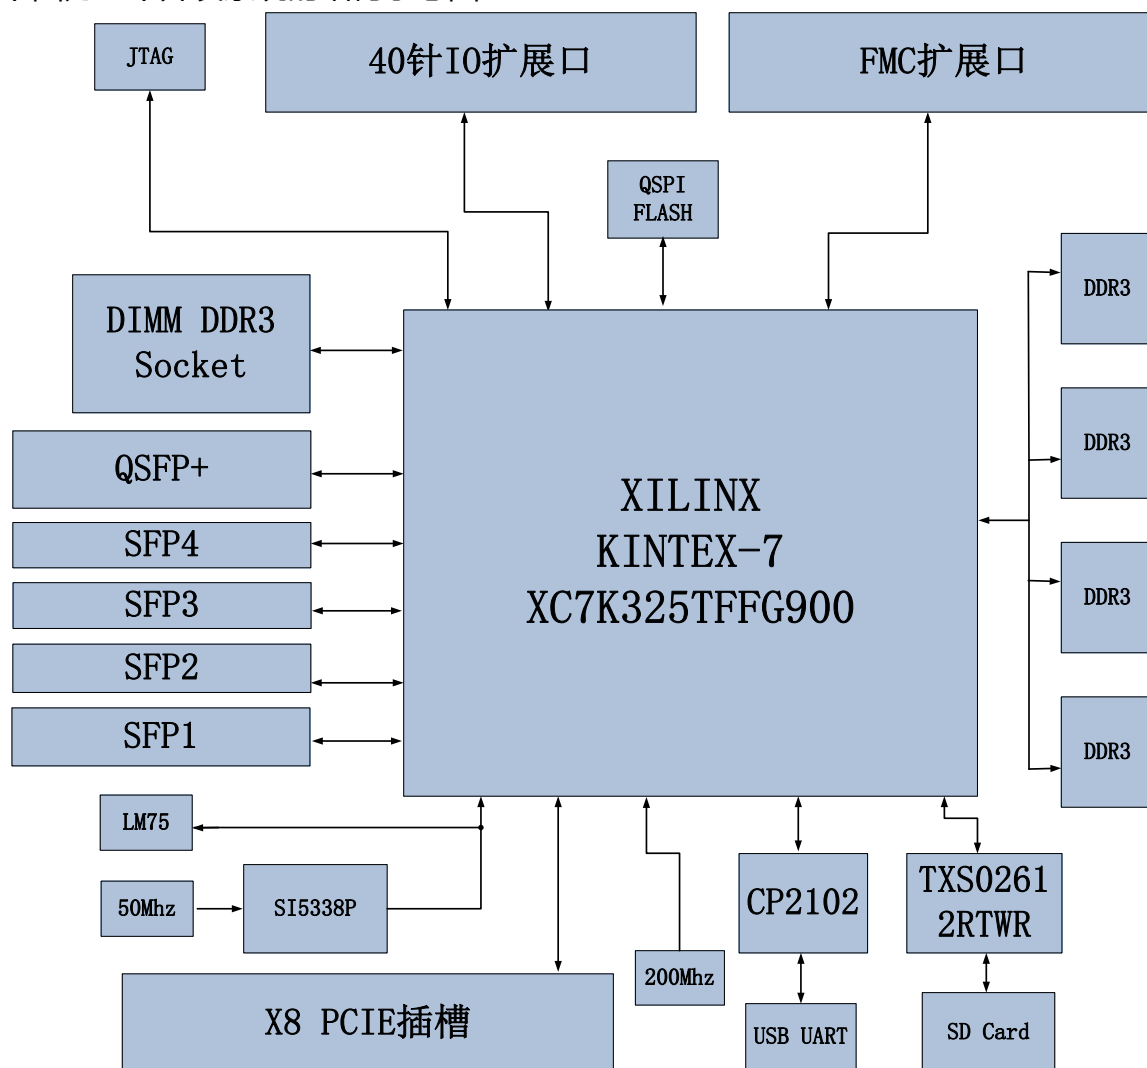 JTAG
40针IO扩展口
FMC扩展口
QSPI
FLASH
DDR3
DIMM DDR3
Socket
DDR3
QSFP+
XILINX
KINTEX-7
XC7K325TFFG900
SFP4
SFP3
DDR3
SFP2
SFP1
DDR3
LM75
50Mhz
SI5338P
CP2102
TXS0261
2RTWR
200Mhz
X8 PCIE插槽
USB UART
SD Card